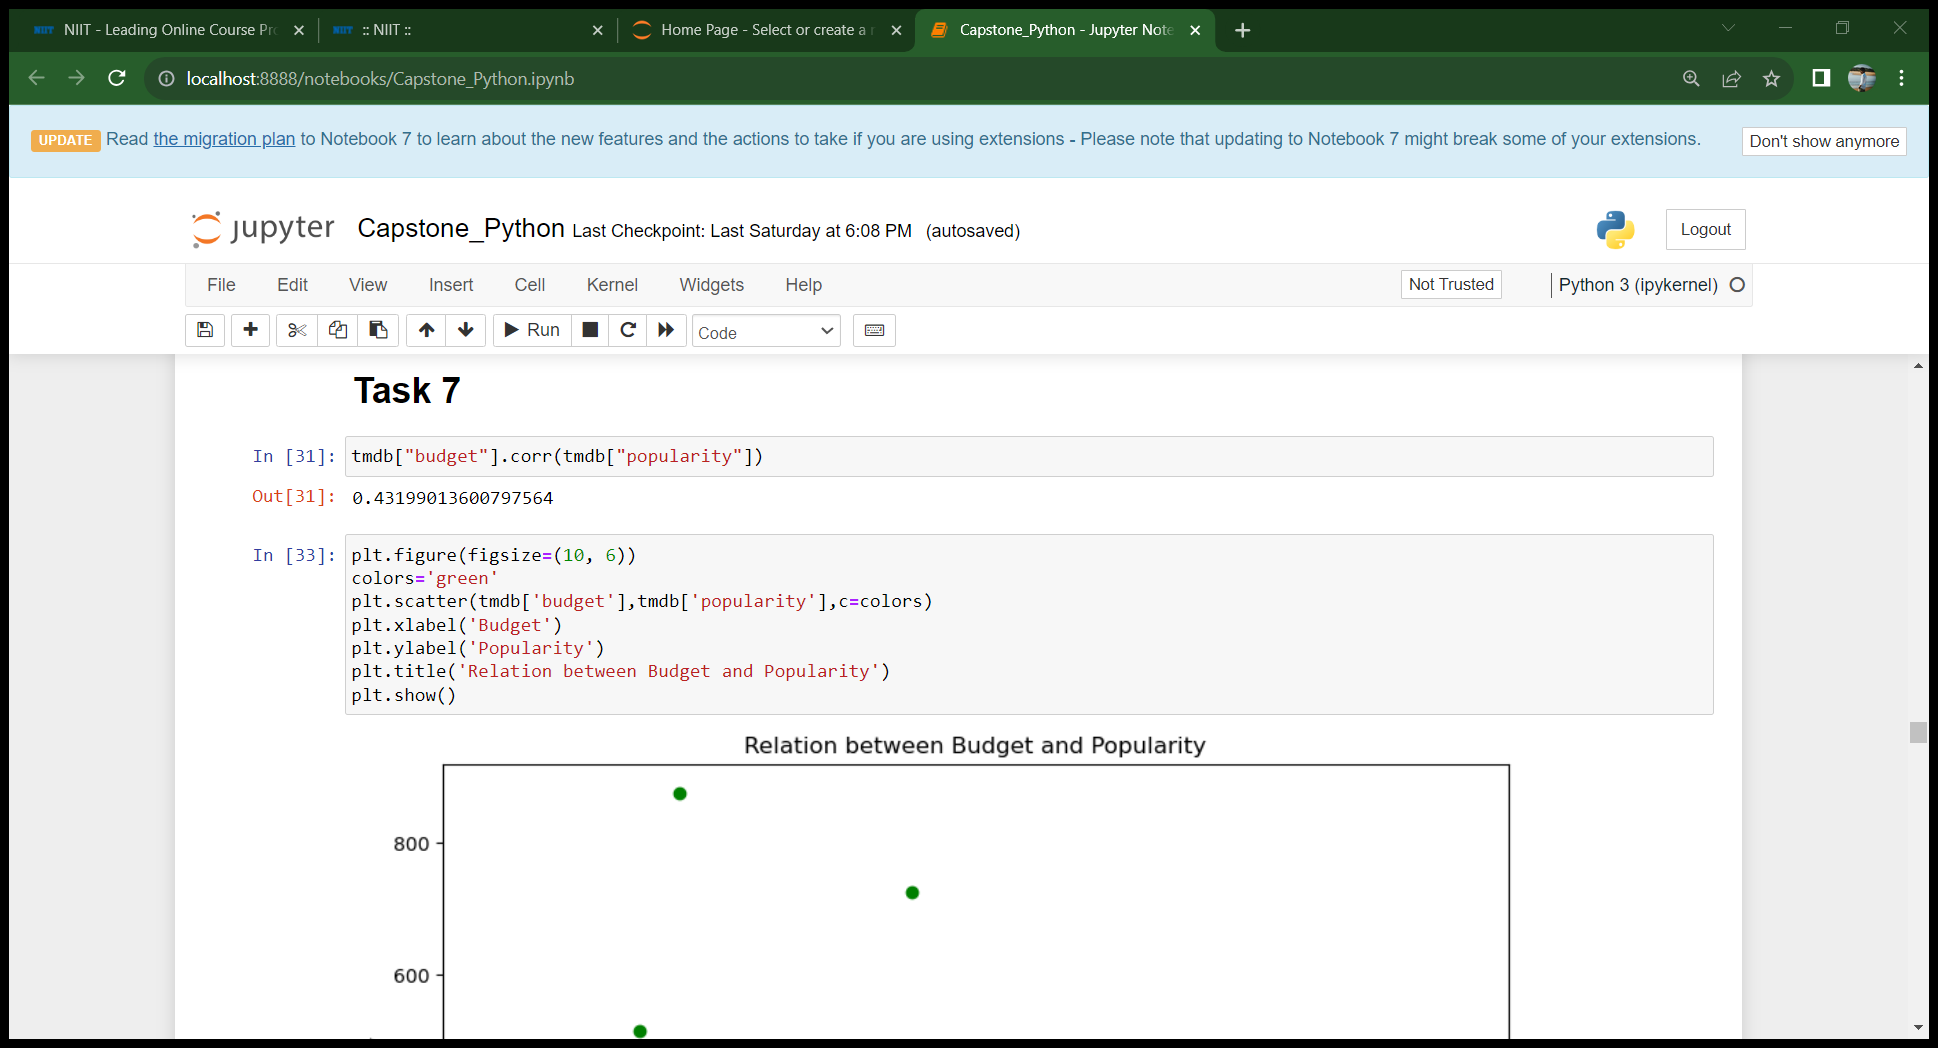 NIIT NIIT - Leading Online Course Pr
NIIT :: NIIT ::
Home Page - Select or create a
Capstone_Python - Jupyter Note
localhost:8888/notebooks/Capstone_Python.ipynb
UPDATE Read the migration plan to Notebook 7 to learn about the new features and the actions to take if you are using extensions - Please note that updating to Notebook 7 might break some of your extensions.
Don't show anymore
jupyter Capstone_Python Last Checkpoint: Last Saturday at 6:08 PM (autosaved)
Logout
File Edit View Insert Cell Kernel Widgets Help
Not Trusted
Python 3 (ipykernel)
Run
Code
Task 7
In [31]: tmdb["budget"].corr(tmdb["popularity"])
Out[31]: 0.43199013600797564
In [33]: plt.figure(figsize=(10, 6))
colors='green'
plt.scatter(tmdb['budget'],tmdb['popularity'],c=colors)
plt.xlabel('Budget')
plt.ylabel('Popularity')
plt.title('Relation between Budget and Popularity')
plt.show()
Relation between Budget and Popularity
800
600